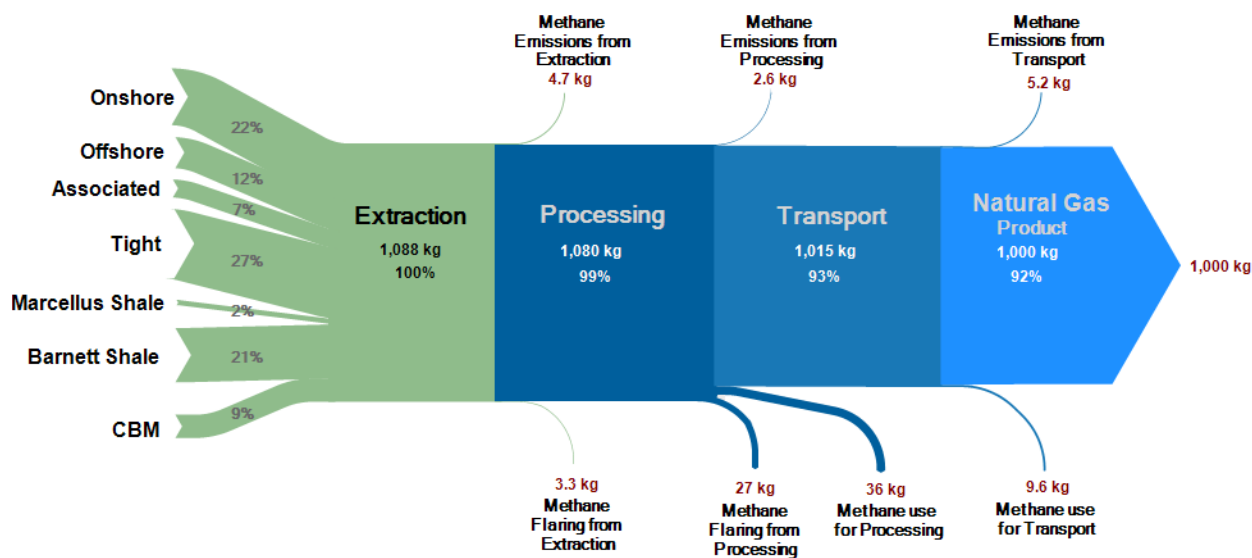 Methane
Emissions from
Extraction
4.7 kg
Methane
Emissions from
Processing
2.6 kg
Methane
Emissions from
Transport
5.2 kg
Onshore
22%
Offshore
12%
Associated
7%
Tight
27%
Marcellus Shale
2%
Barnett Shale
21%
CBM
9%
Extraction
1,088 kg
100%
Processing
1,080 kg
99%
Transport
1,015 kg
93%
Natural Gas
Product
1,000 kg
92%
1,000 kg
3.3 kg
Methane
Flaring from
Extraction
27 kg
Methane
Flaring from
Processing
36 kg
Methane use
for Processing
9.6 kg
Methane use
for Transport